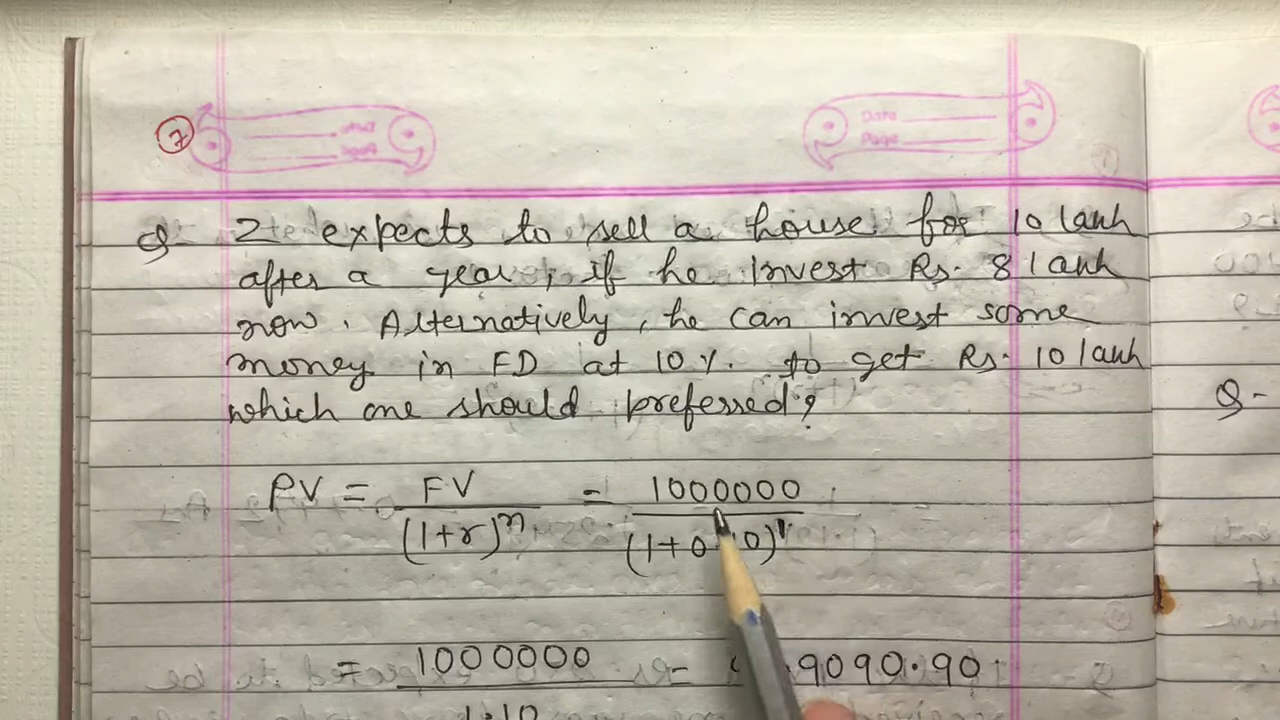 7
Date
Page
Q- Z expects to sell a house for 10 lakh
after a year, if he invest Rs. 8 lakh
now. Alternatively, he can invest some
money in FD at 10%. to get Rs. 10 lakh
which one should preferred?
PV = FV / (1+r)^n = 1000000 / (1+0.10)^1
= 1000000 / 1.10 = 9090.90
Q-